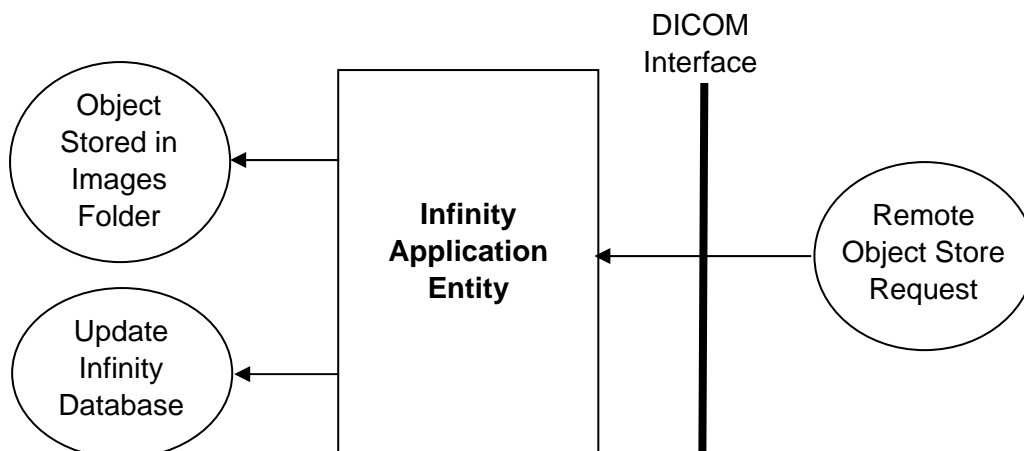 DICOM
Interface
Object
Stored in
Images
Folder
Infinity
Application
Entity
Remote
Object Store
Request
Update
Infinity
Database